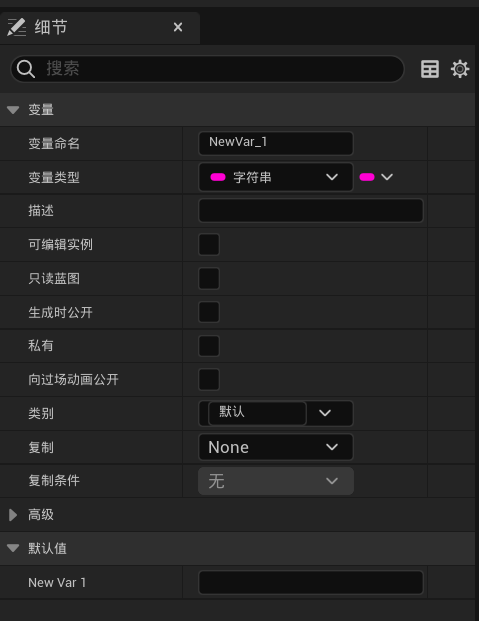 细节
搜索
变量
变量命名 NewVar_1
变量类型 字符串
描述
可编辑实例
只读蓝图
生成时公开
私有
向过场动画公开
类别 默认
复制 None
复制条件 无
高级
默认值
New Var 1